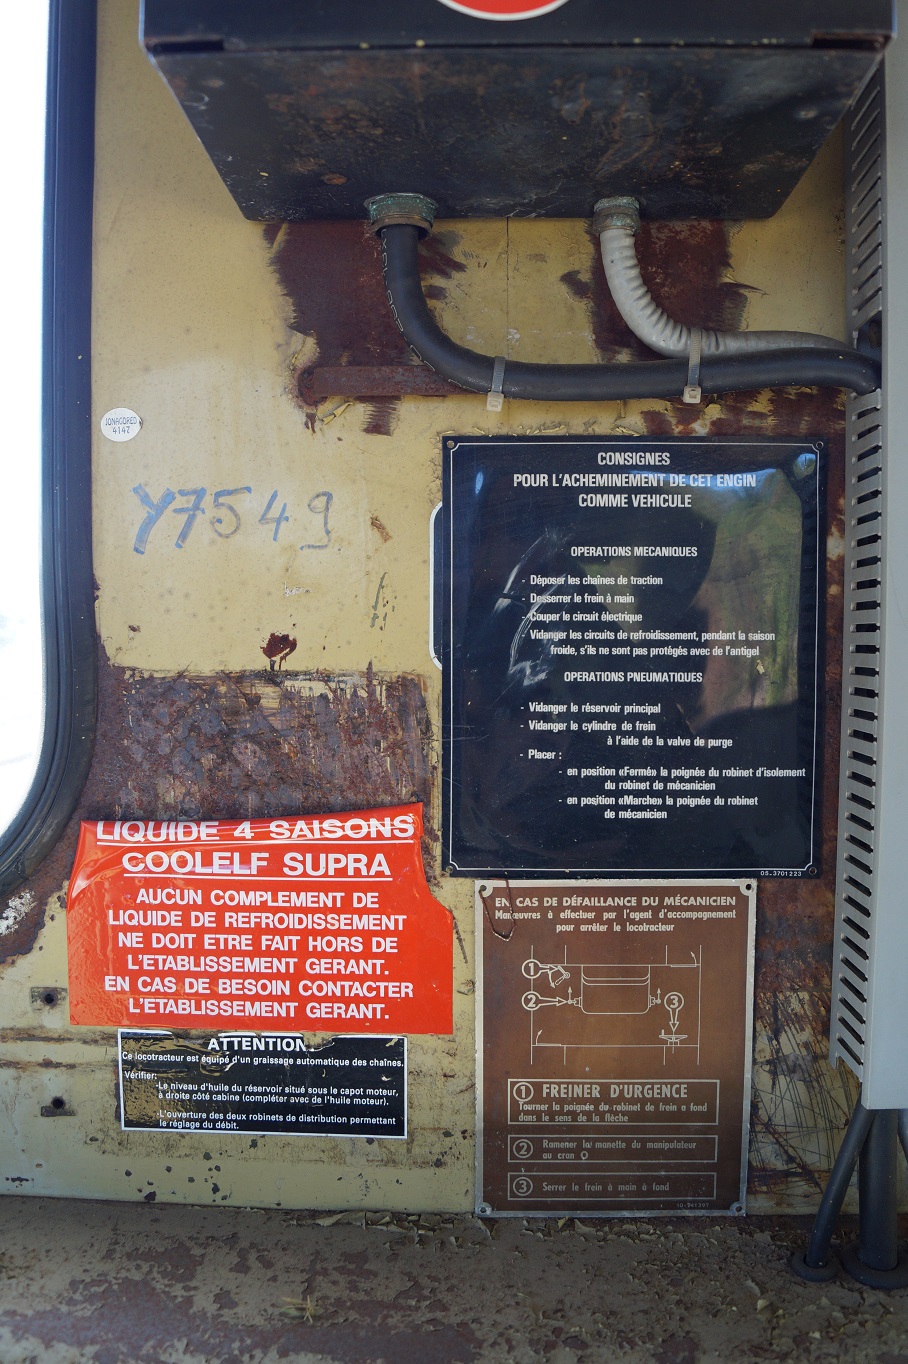 JONAGORED
4147
Y7549
CONSIGNES
POUR L'ACHEMINEMENT DE CET ENGIN
COMME VEHICULE
OPERATIONS MECANIQUES
- Déposer les chaînes de traction
- Desserrer le frein à main
- Couper le circuit électrique
- Vidanger les circuits de refroidissement, pendant la saison
froide, s'ils ne sont pas protégés avec de l'antigel
OPERATIONS PNEUMATIQUES
- Vidanger le réservoir principal
- Vidanger le cylindre de frein
à l'aide de la valve de purge
- Placer :
- en position «Fermé» la poignée du robinet d'isolement
du robinet de mécanicien
- en position «Marche» la poignée du robinet
de mécanicien
05-3701223
LIQUIDE 4 SAISONS
COOLELF SUPRA
AUCUN COMPLEMENT DE
LIQUIDE DE REFROIDISSEMENT
NE DOIT ETRE FAIT HORS DE
L'ETABLISSEMENT GERANT.
EN CAS DE BESOIN CONTACTER
L'ETABLISSEMENT GERANT.
ATTENTION
Ce locotracteur est équipé d'un graissage automatique des chaînes.
Vérifier:
-Le niveau d'huile du réservoir situé sous le capot moteur,
à droite côté cabine (compléter avec de l'huile moteur).
-L'ouverture des deux robinets de distribution permettant
le réglage du débit.
EN CAS DE DÉFAILLANCE DU MÉCANICIEN
Manœuvres à effectuer par l'agent d'accompagnement
pour arrêter le locotracteur
1
2
3
1 FREINER D'URGENCE
Tourner la poignée du robinet de frein a fond
dans le sens de la flèche
2 Ramener la manette du manipulateur
au cran O
3 Serrer le frein à main à fond